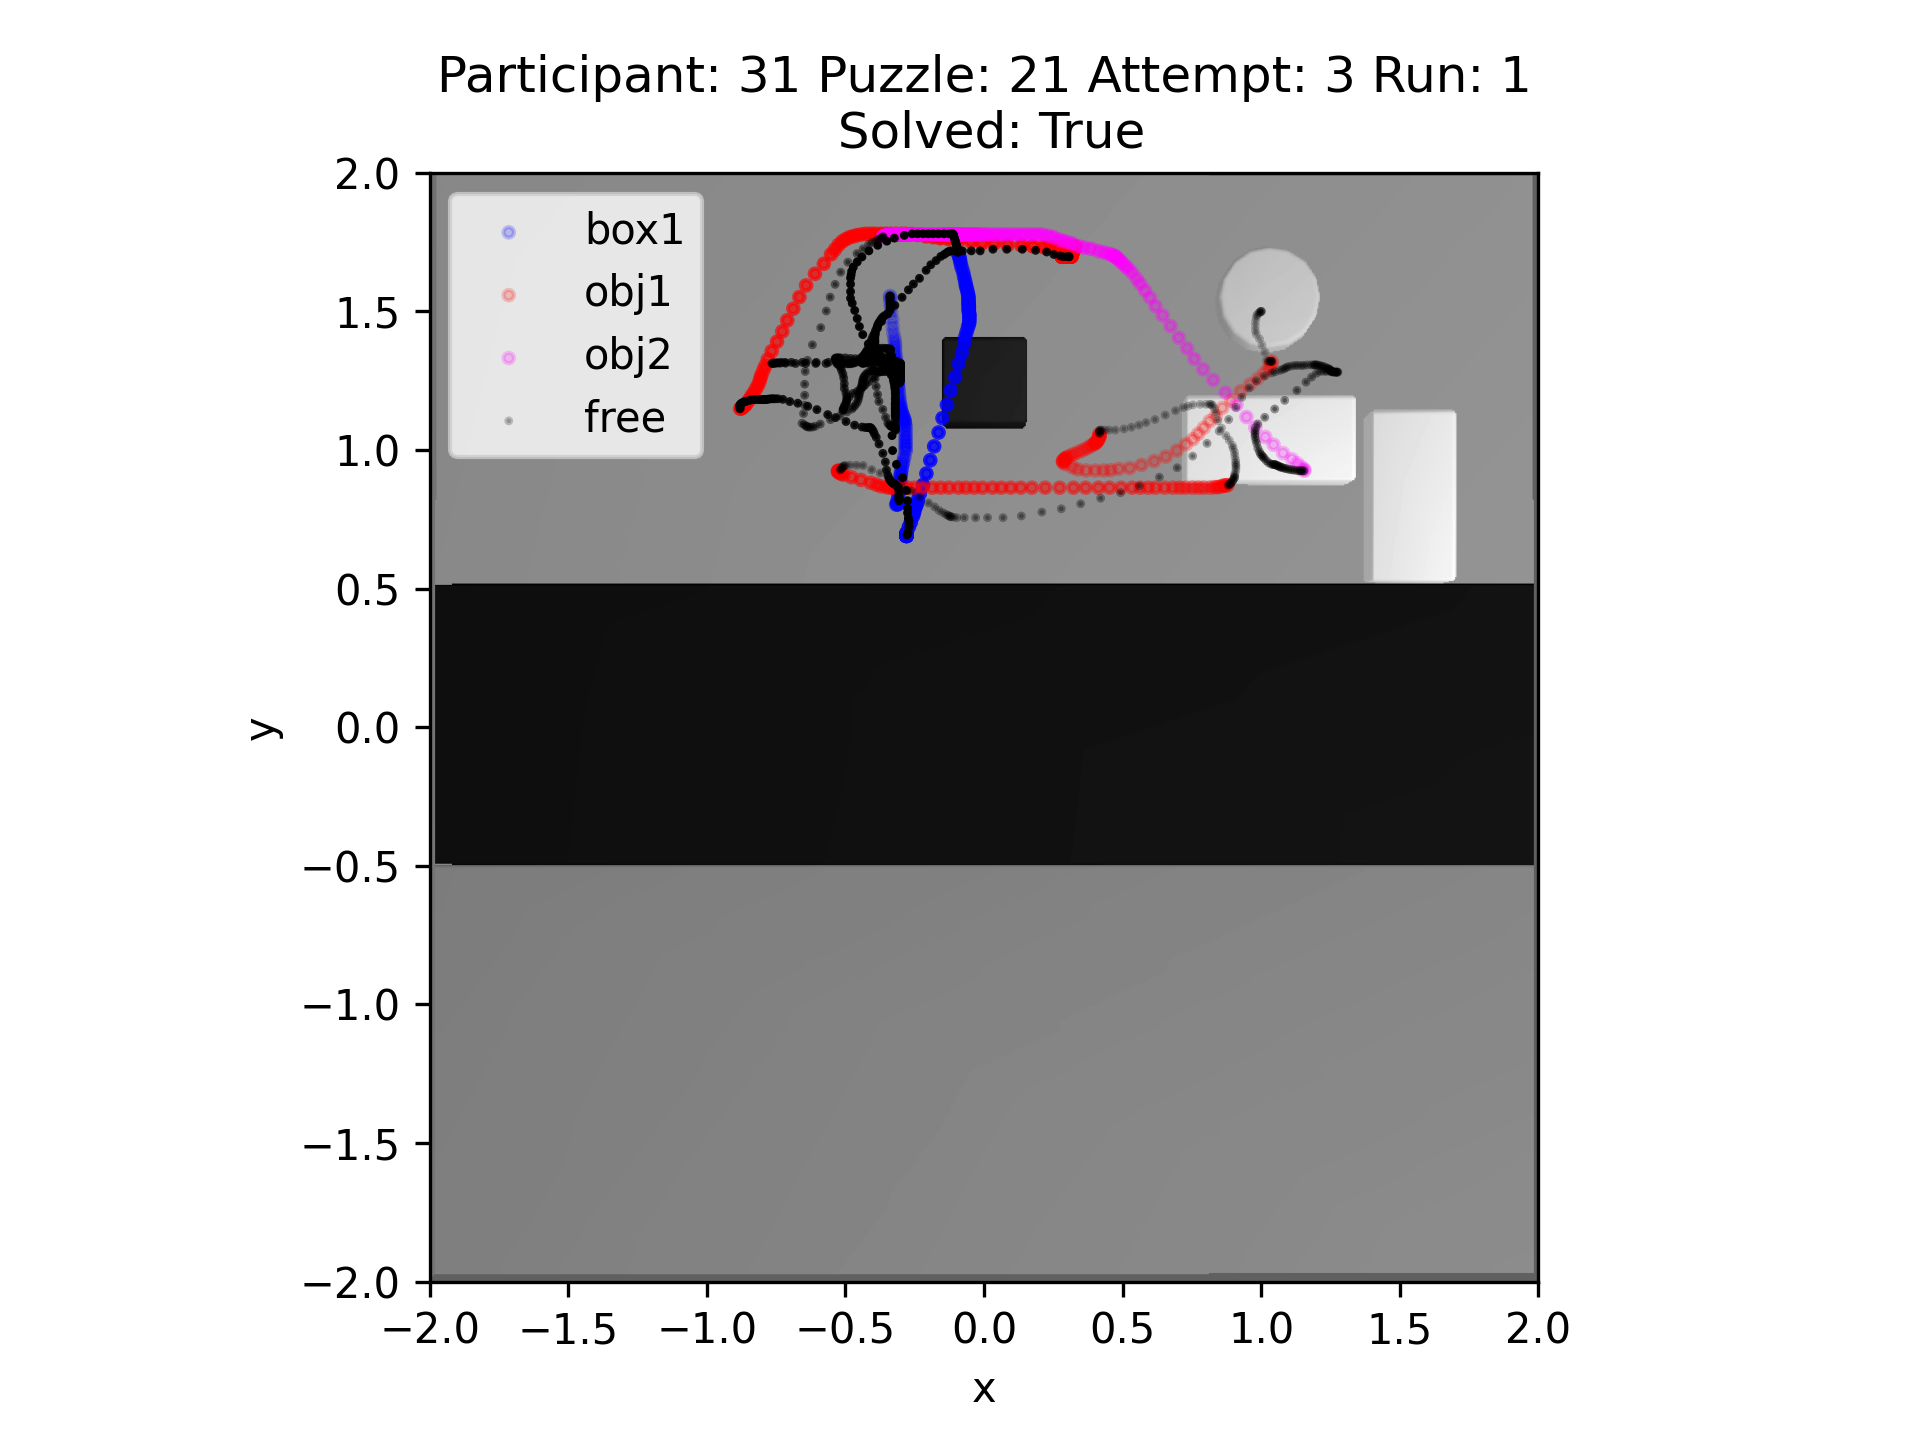 Participant: 31 Puzzle: 21 Attempt: 3 Run: 1
Solved: True
box1
obj1
obj2
free
2.0
1.5
1.0
0.5
0.0
−0.5
−1.0
−1.5
−2.0
y
−2.0 −1.5 −1.0 −0.5 0.0 0.5 1.0 1.5 2.0
x